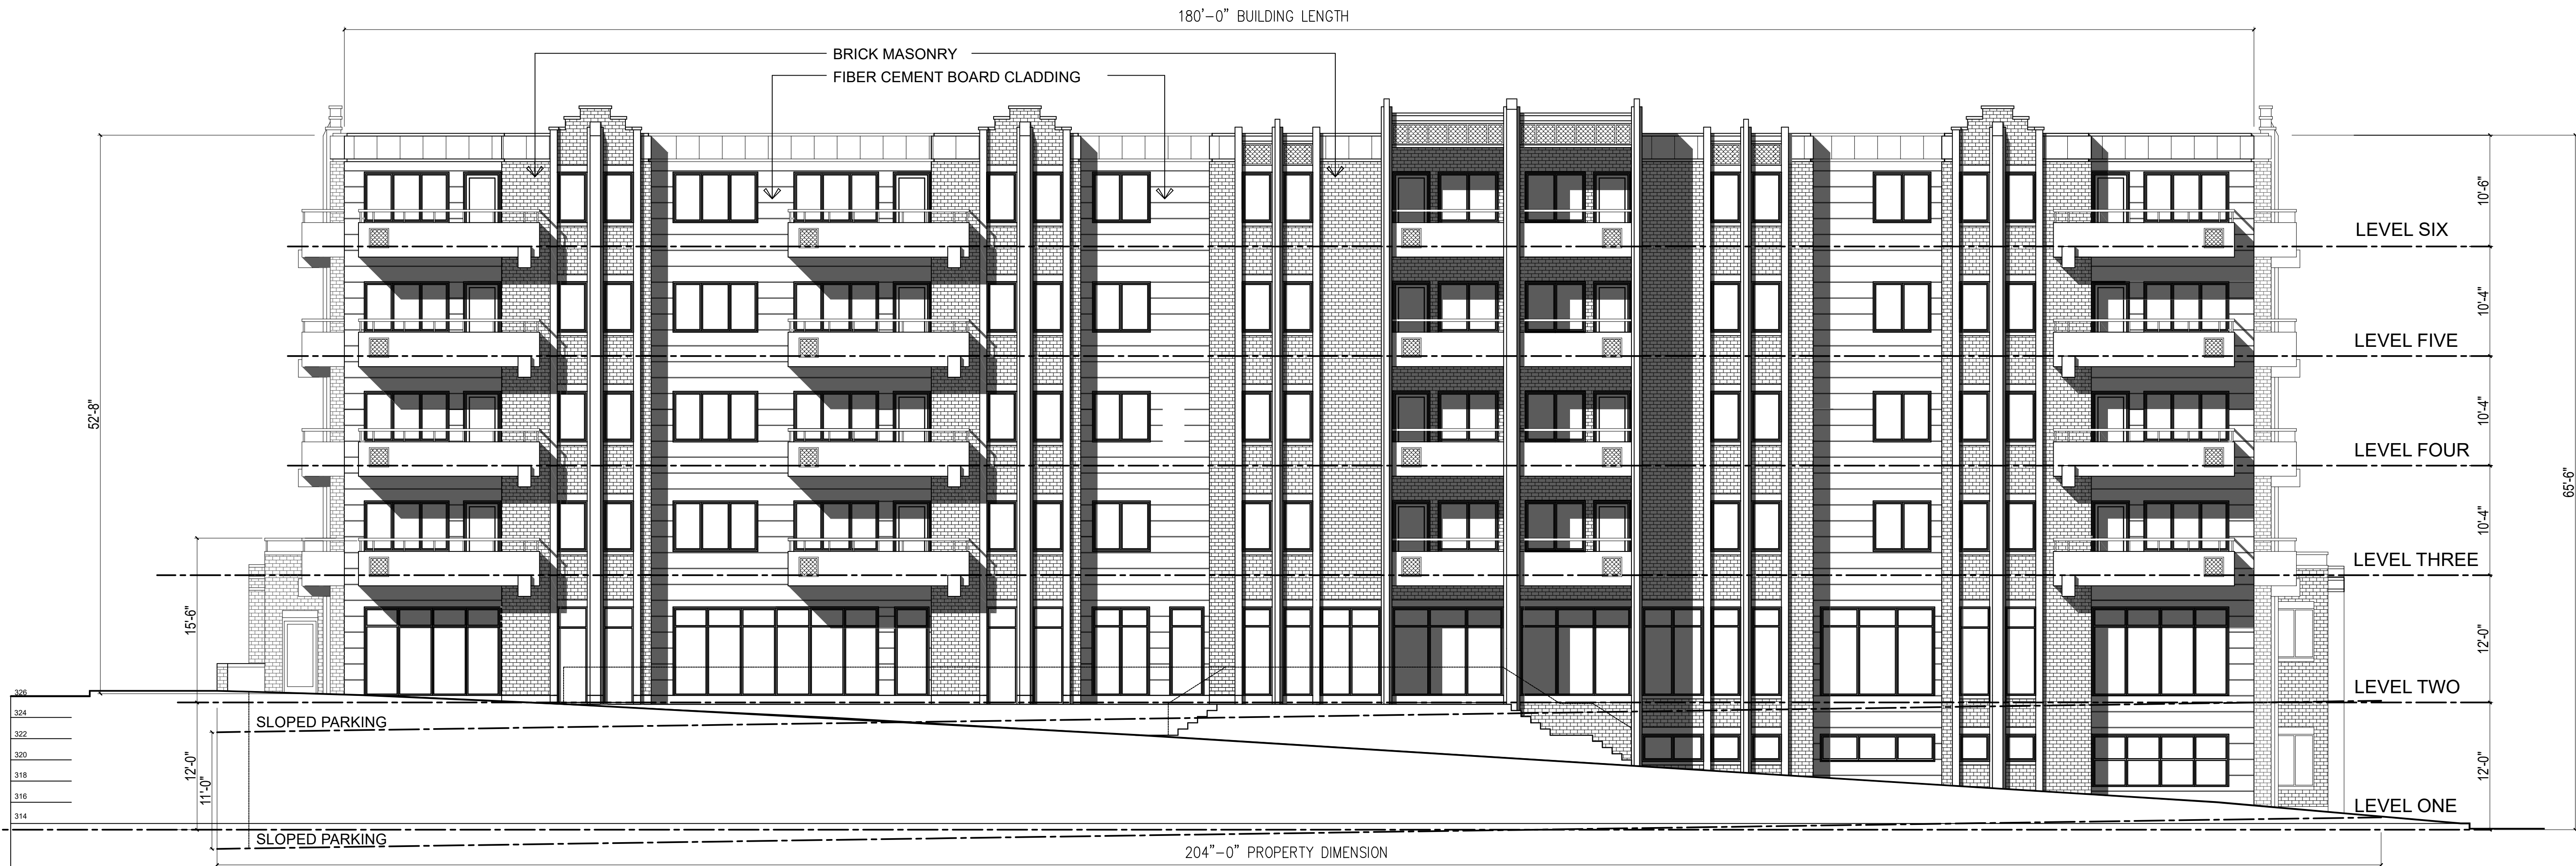 180'-0" BUILDING LENGTH
BRICK MASONRY
FIBER CEMENT BOARD CLADDING
52'-8"
10'-6"
LEVEL SIX
10'-4"
LEVEL FIVE
10'-4"
LEVEL FOUR
65'-6"
10'-4"
LEVEL THREE
15'-6"
12'-0"
LEVEL TWO
326
324
322
320
318
316
314
SLOPED PARKING
12'-0"
11'-0"
12'-0"
LEVEL ONE
SLOPED PARKING
204"-0" PROPERTY DIMENSION